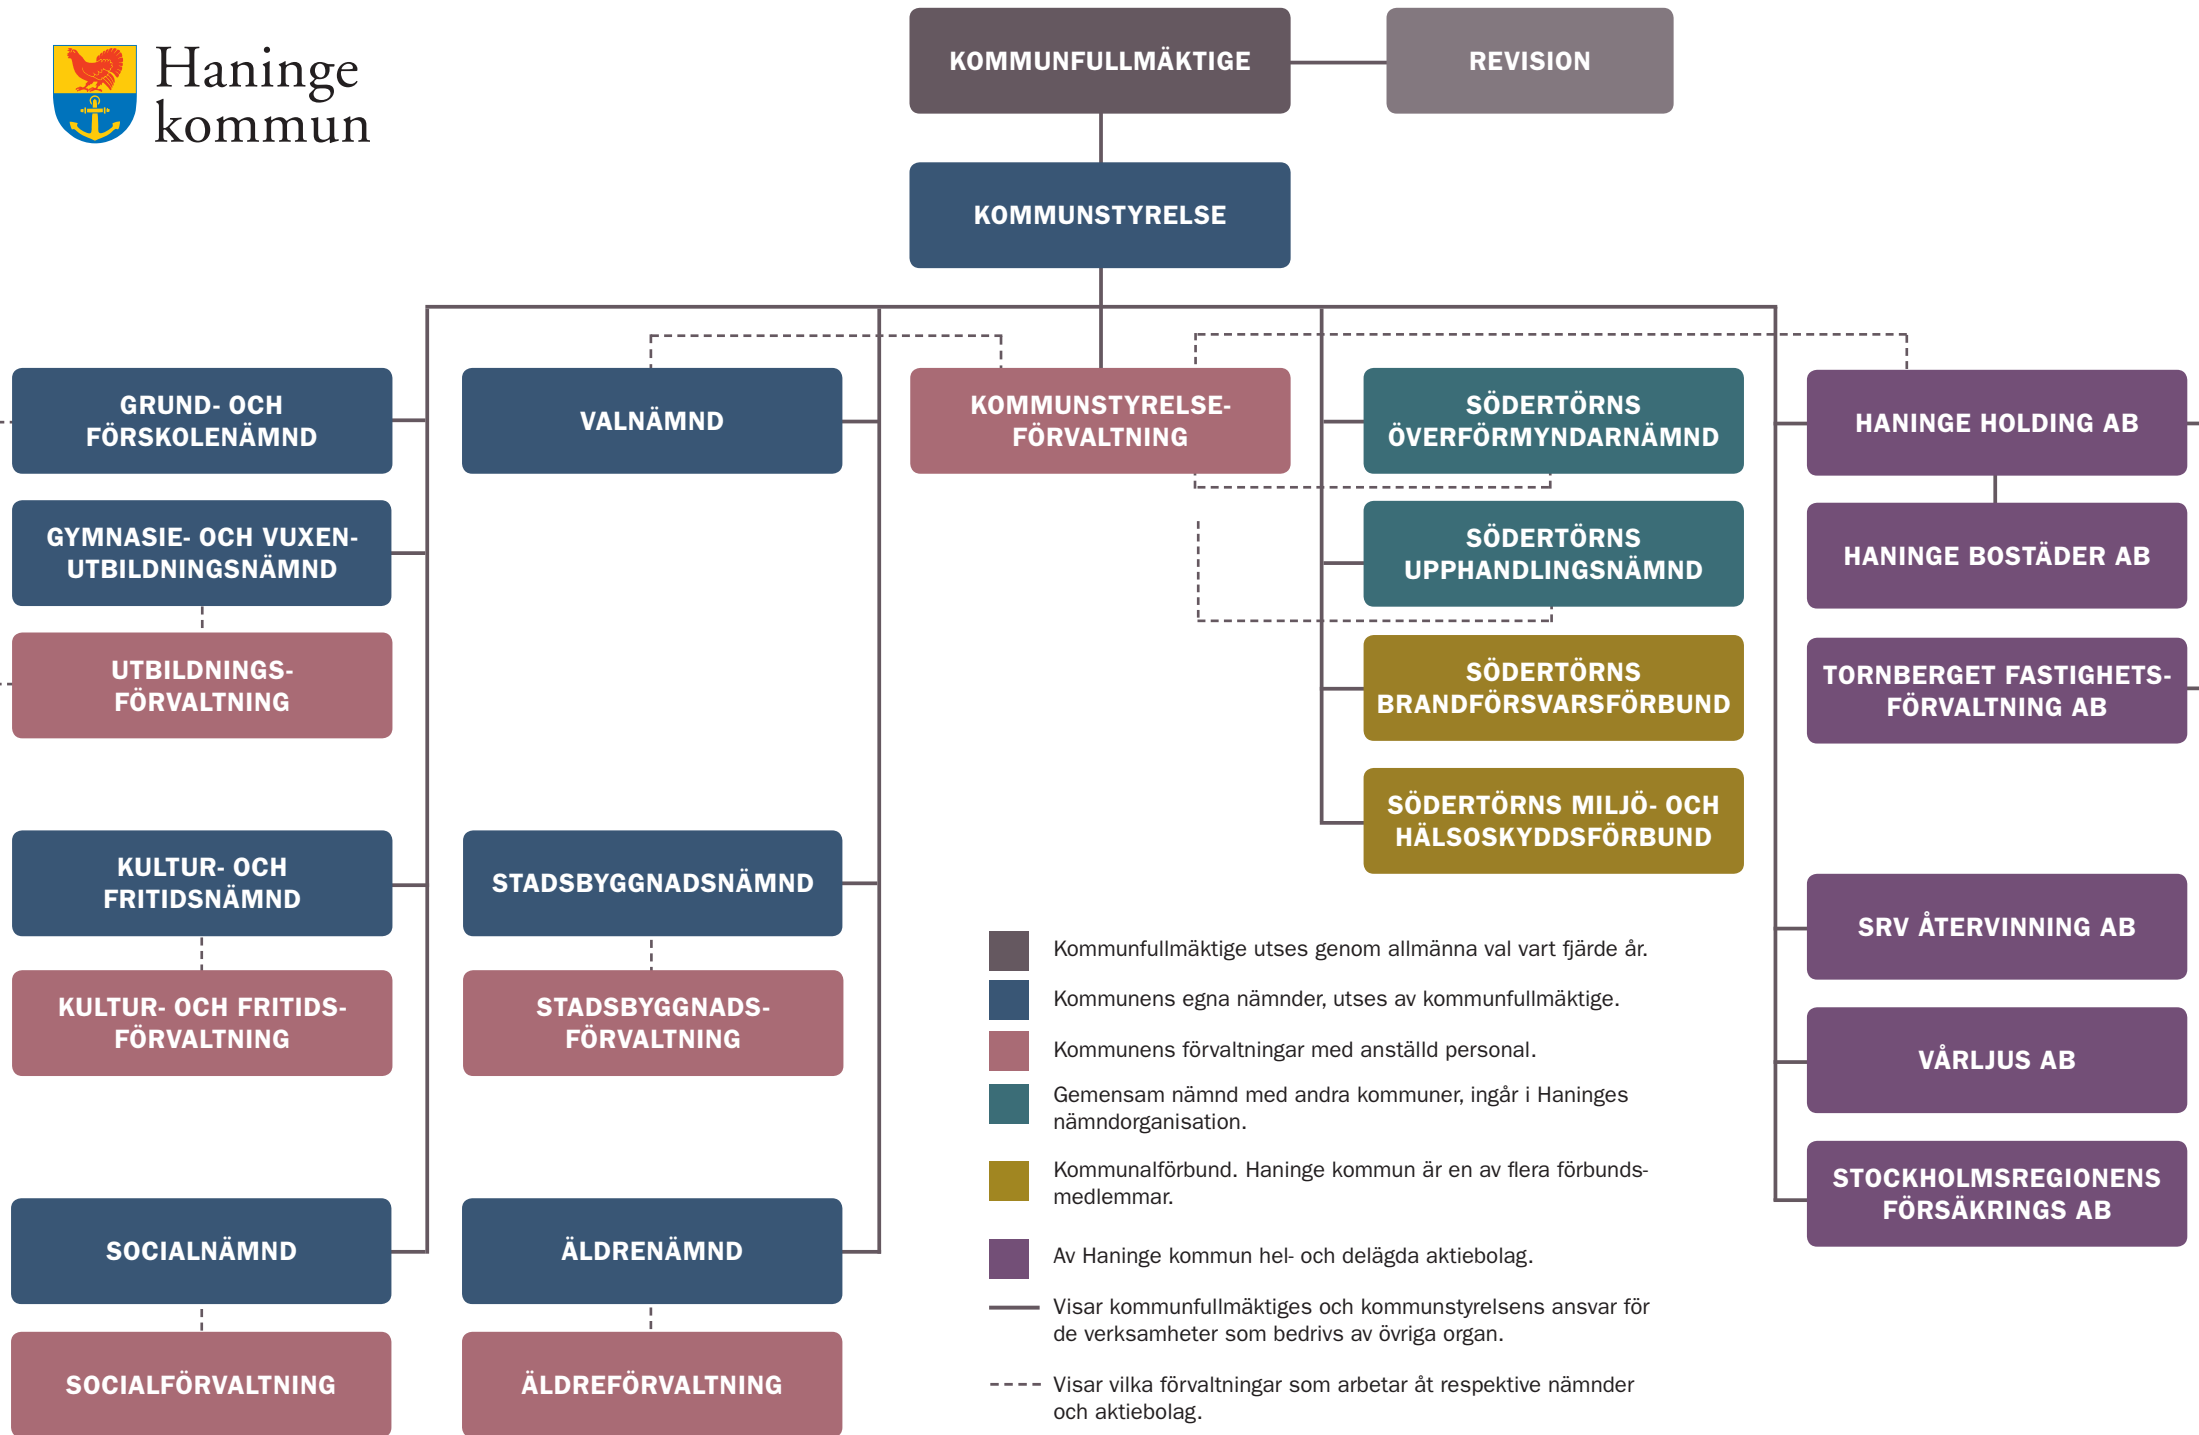 Haninge
kommun
KOMMUNFULLMÄKTIGE
REVISION
KOMMUNSTYRELSE
GRUND- OCH
FÖRSKOLENÄMND
VALNÄMND
KOMMUNSTYRELSE-
FÖRVALTNING
SÖDERTÖRNS
ÖVERFÖRMYNDARNÄMND
HANINGE HOLDING AB
GYMNASIE- OCH VUXEN-
UTBILDNINGSNÄMND
SÖDERTÖRNS
UPPHANDLINGSNÄMND
HANINGE BOSTÄDER AB
UTBILDNINGS-
FÖRVALTNING
SÖDERTÖRNS
BRANDFÖRSVARSFÖRBUND
TORNBERGET FASTIGHETS-
FÖRVALTNING AB
SÖDERTÖRNS MILJÖ- OCH
HÄLSOSKYDDSFÖRBUND
KULTUR- OCH
FRITIDSNÄMND
STADSBYGGNADSNÄMND
SRV ÅTERVINNING AB
KULTUR- OCH FRITIDS-
FÖRVALTNING
STADSBYGGNADS-
FÖRVALTNING
VÅRLJUS AB
STOCKHOLMSREGIONENS
FÖRSÄKRINGS AB
SOCIALNÄMND
ÄLDRENÄMND
SOCIALFÖRVALTNING
ÄLDREFÖRVALTNING
Kommunfullmäktige utses genom allmänna val vart fjärde år.
Kommunens egna nämnder, utses av kommunfullmäktige.
Kommunens förvaltningar med anställd personal.
Gemensam nämnd med andra kommuner, ingår i Haninges
nämndorganisation.
Kommunalförbund. Haninge kommun är en av flera förbunds-
medlemmar.
Av Haninge kommun hel- och delägda aktiebolag.
Visar kommunfullmäktiges och kommunstyrelsens ansvar för
de verksamheter som bedrivs av övriga organ.
Visar vilka förvaltningar som arbetar åt respektive nämnder
och aktiebolag.